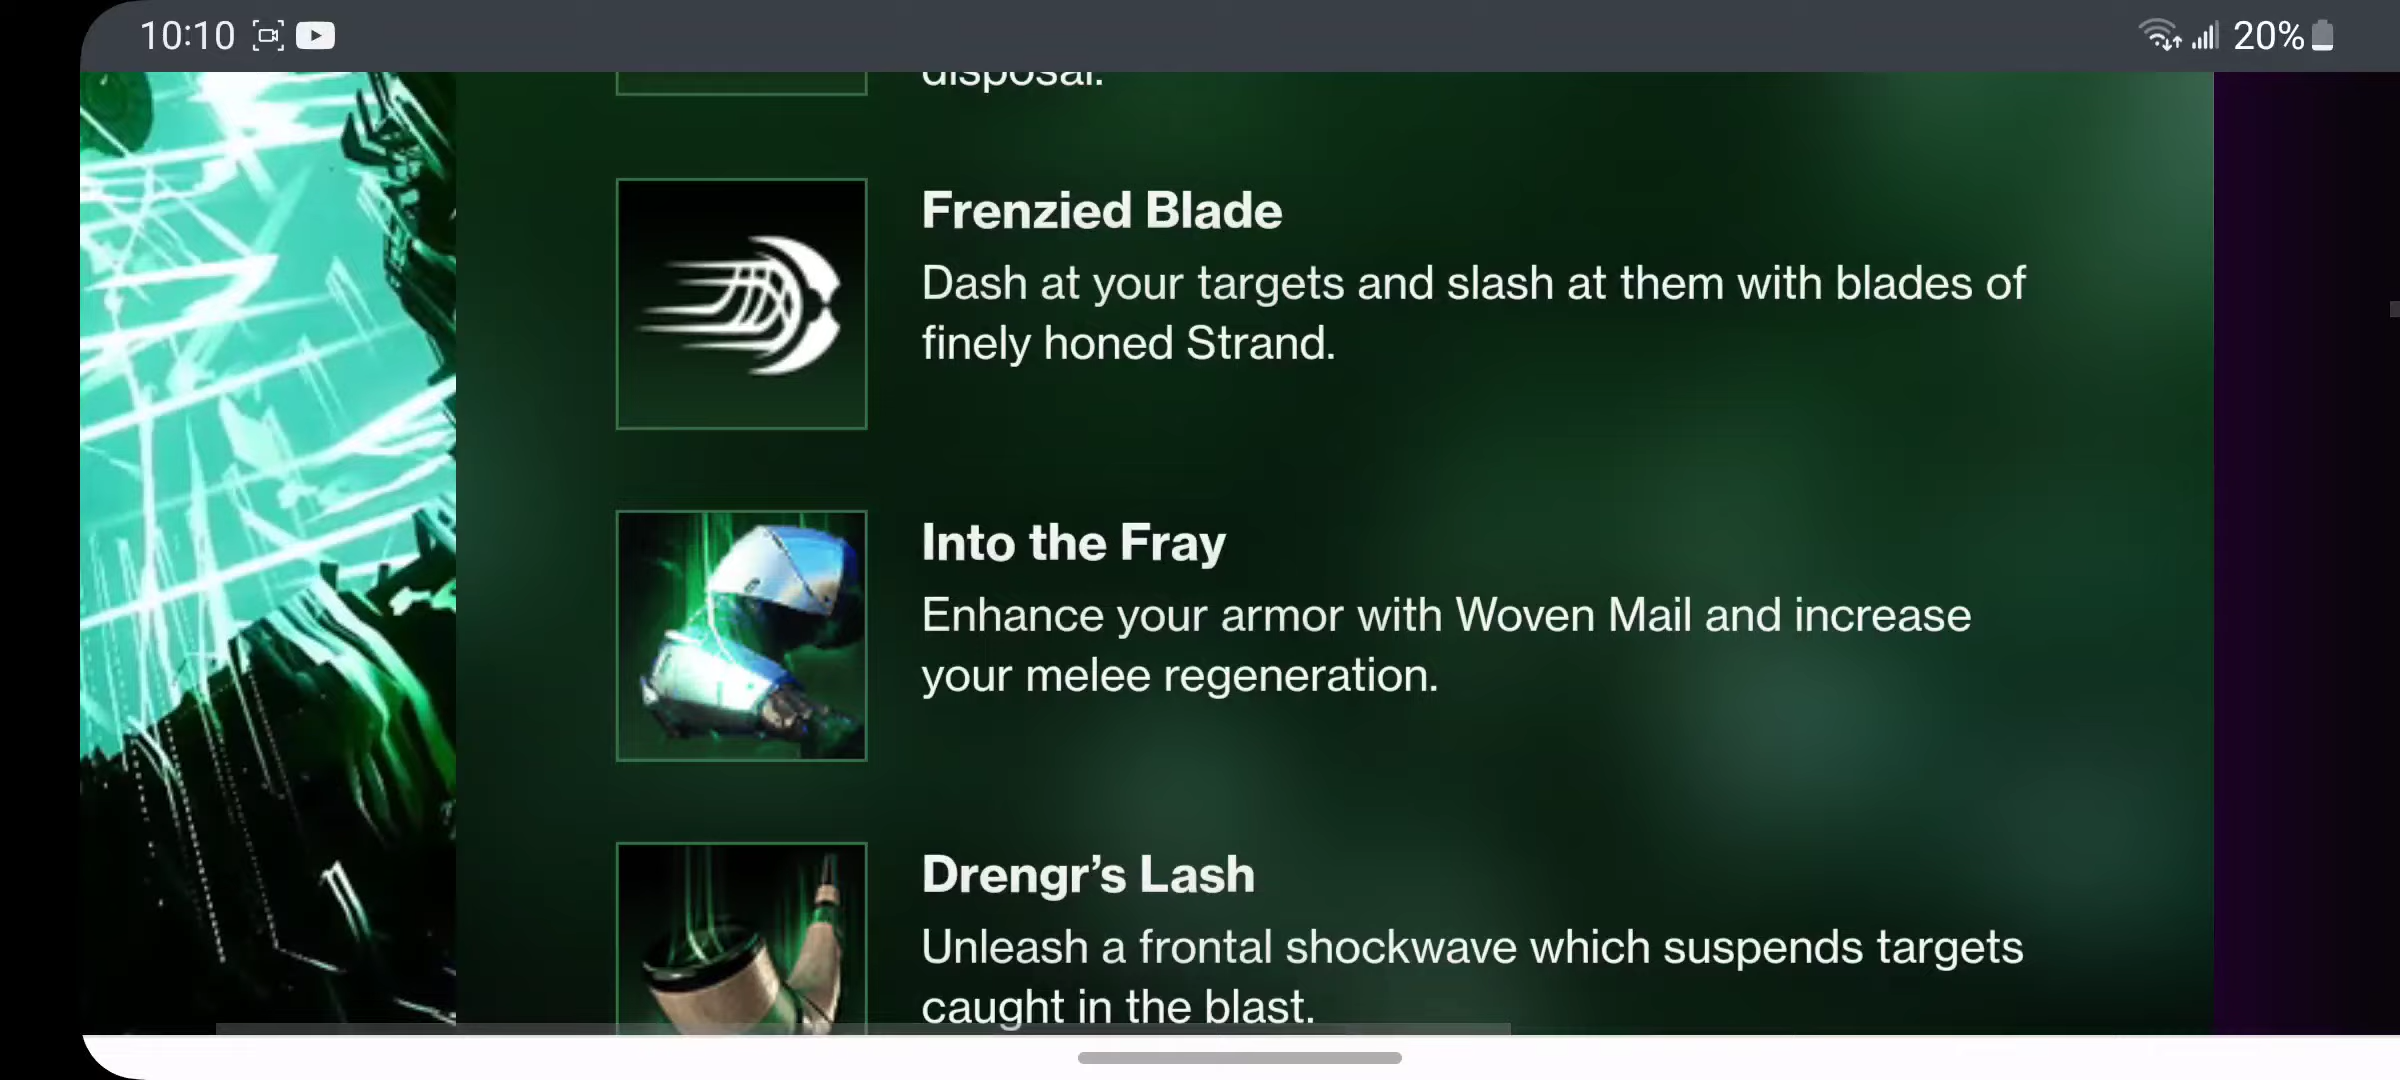 10:10
20%
disposal.
Frenzied Blade
Dash at your targets and slash at them with blades of
finely honed Strand.
Into the Fray
Enhance your armor with Woven Mail and increase
your melee regeneration.
Drengr’s Lash
Unleash a frontal shockwave which suspends targets
caught in the blast.